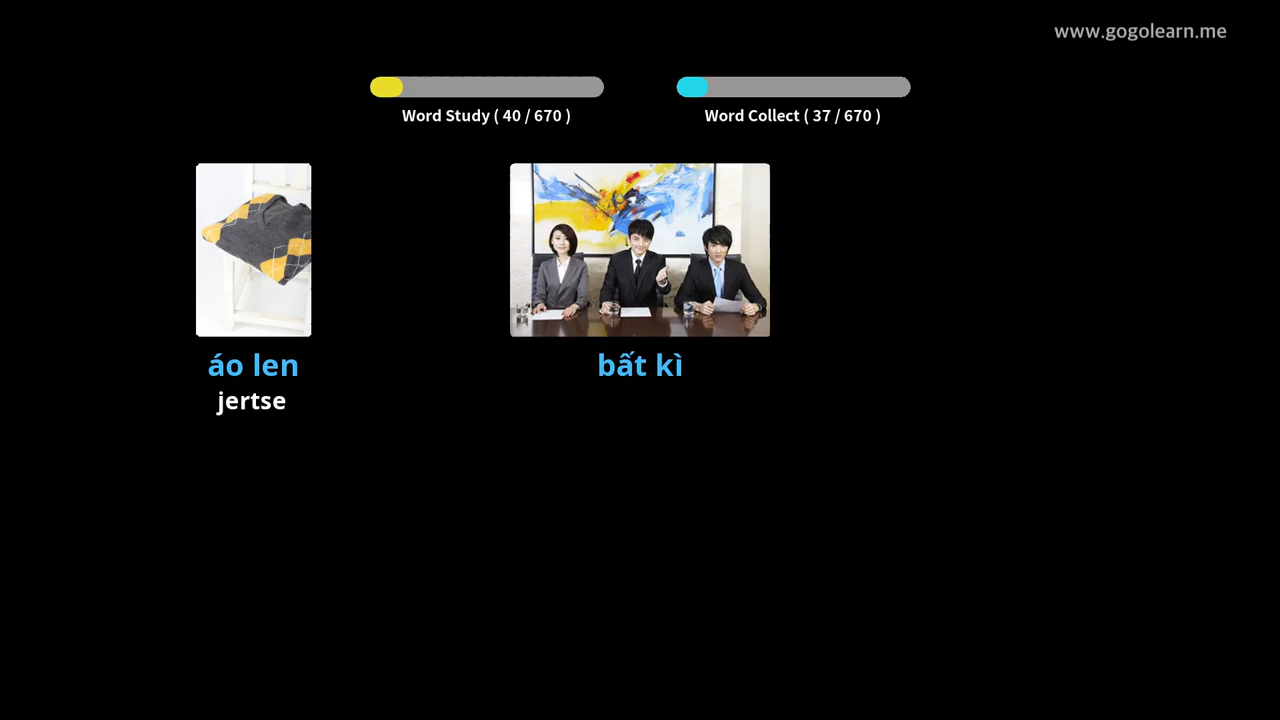 www.gogolearn.me
Word Study ( 40 / 670 )
Word Collect ( 37 / 670 )
áo len
jertse
bất kì